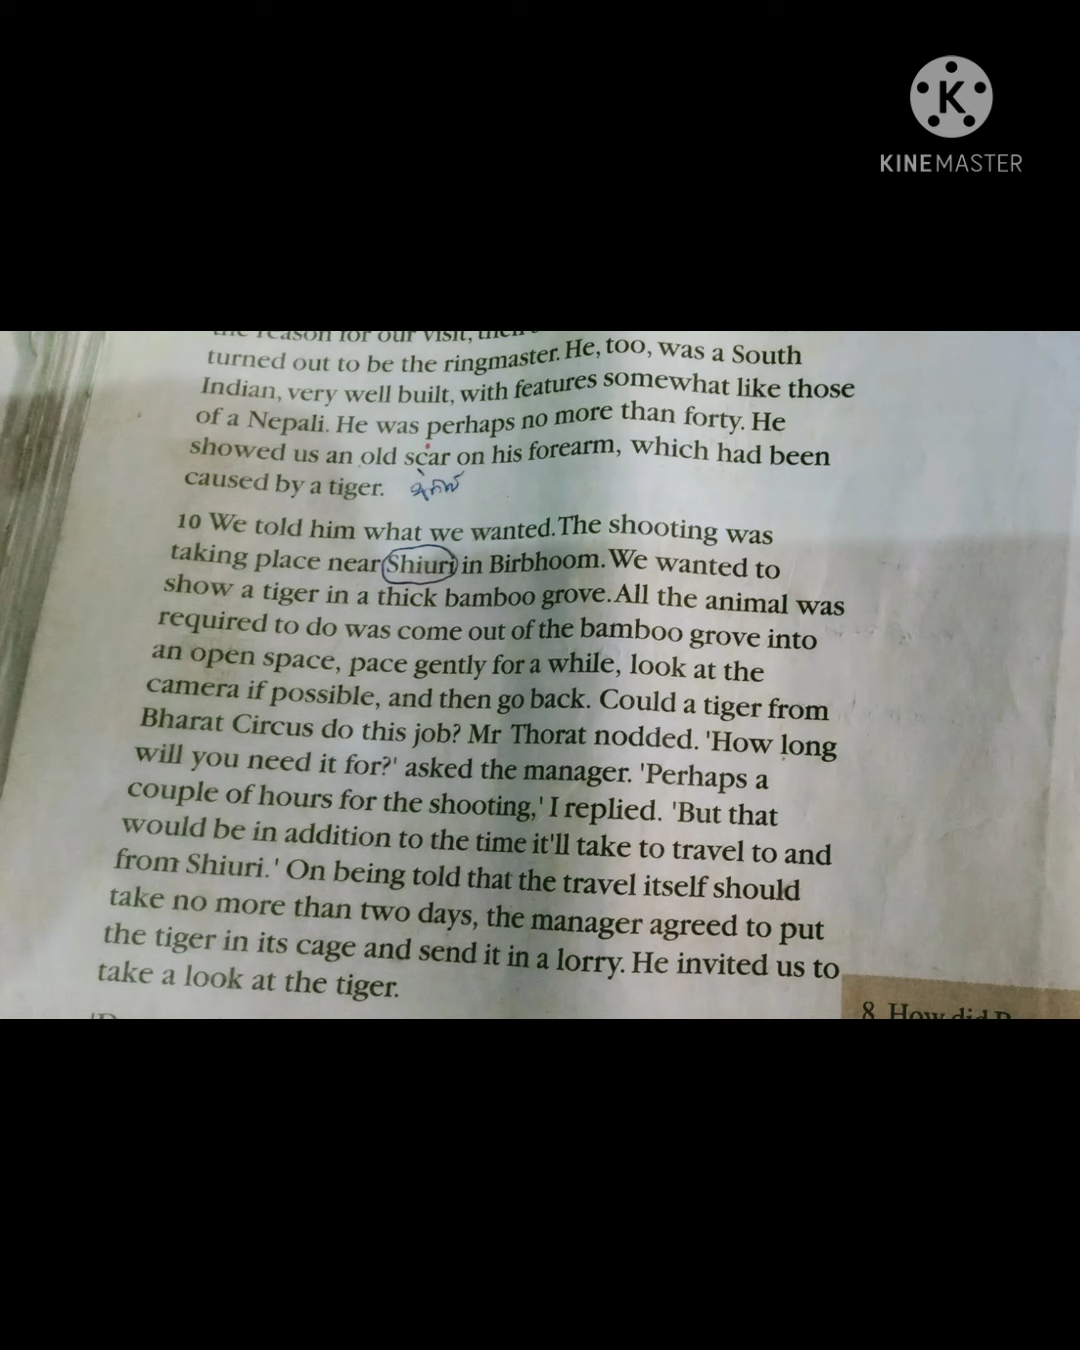 K
KINEMASTER
the reason for our visit, then
turned out to be the ringmaster. He, too, was a South
Indian, very well built, with features somewhat like those
of a Nepali. He was perhaps no more than forty. He
showed us an old scar on his forearm, which had been
caused by a tiger.
10 We told him what we wanted. The shooting was
taking place near Shiuri in Birbhoom. We wanted to
show a tiger in a thick bamboo grove. All the animal was
required to do was come out of the bamboo grove into
an open space, pace gently for a while, look at the
camera if possible, and then go back. Could a tiger from
Bharat Circus do this job? Mr Thorat nodded. 'How long
will you need it for?' asked the manager. 'Perhaps a
couple of hours for the shooting,' I replied. 'But that
would be in addition to the time it'll take to travel to and
from Shiuri.' On being told that the travel itself should
take no more than two days, the manager agreed to put
the tiger in its cage and send it in a lorry. He invited us to
take a look at the tiger.
8 How did